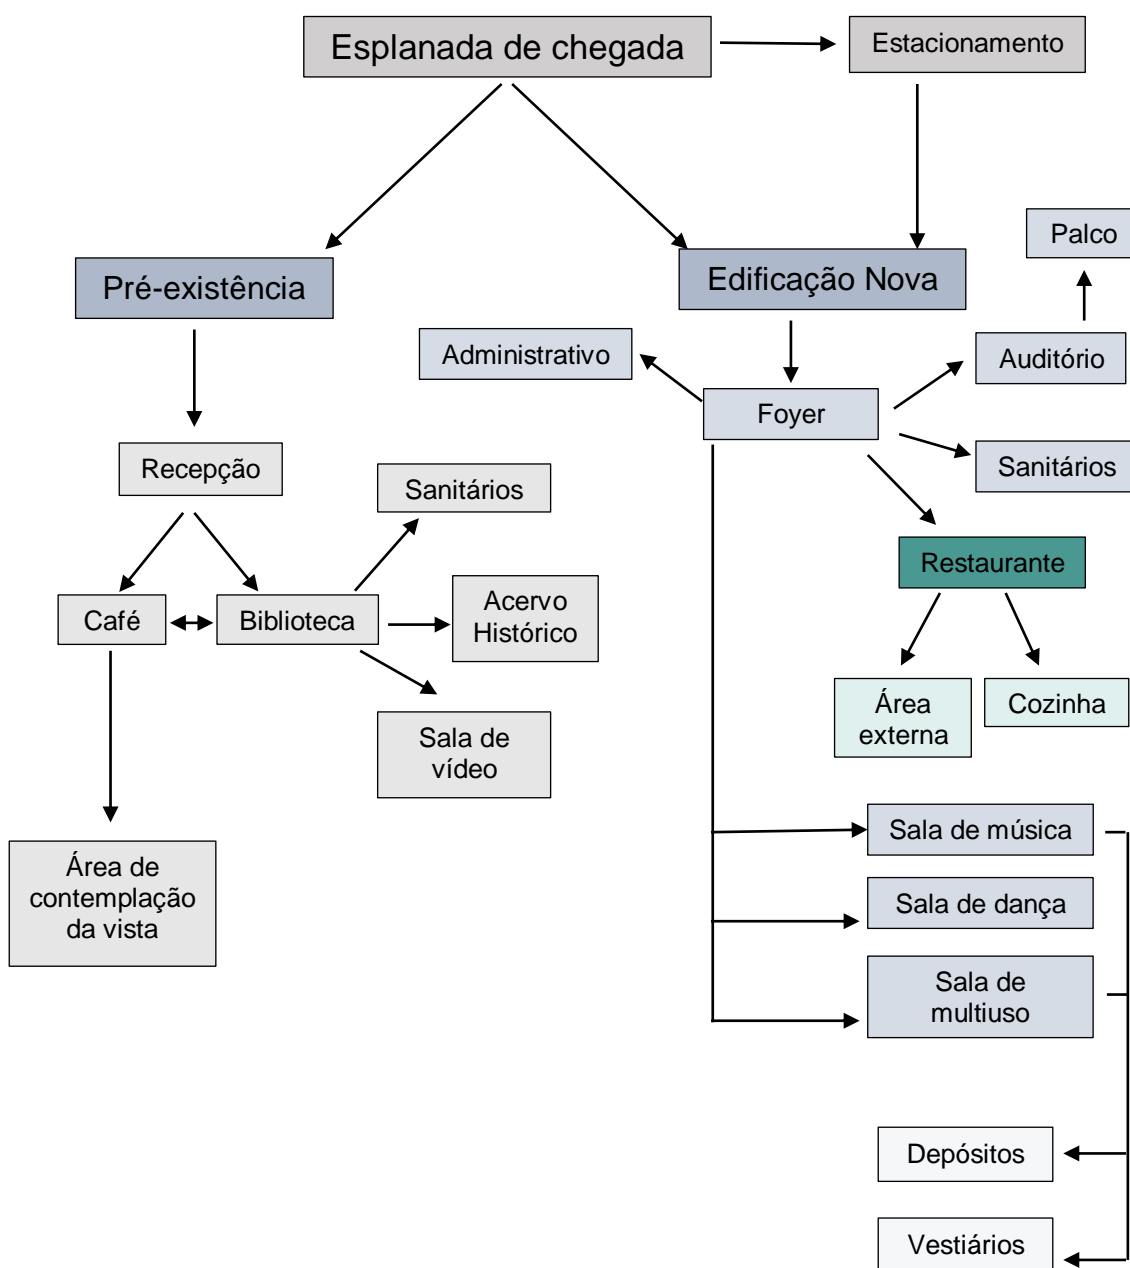 Esplanada de chegada
Estacionamento
Palco
Pré-existência
Edificação Nova
Administrativo
Auditório
Foyer
Recepção
Sanitários
Sanitários
Restaurante
Café
Biblioteca
Acervo
Histórico
Área
externa
Cozinha
Sala de
vídeo
Sala de música
Área de
contemplação
da vista
Sala de dança
Sala de
multiuso
Depósitos
Vestiários